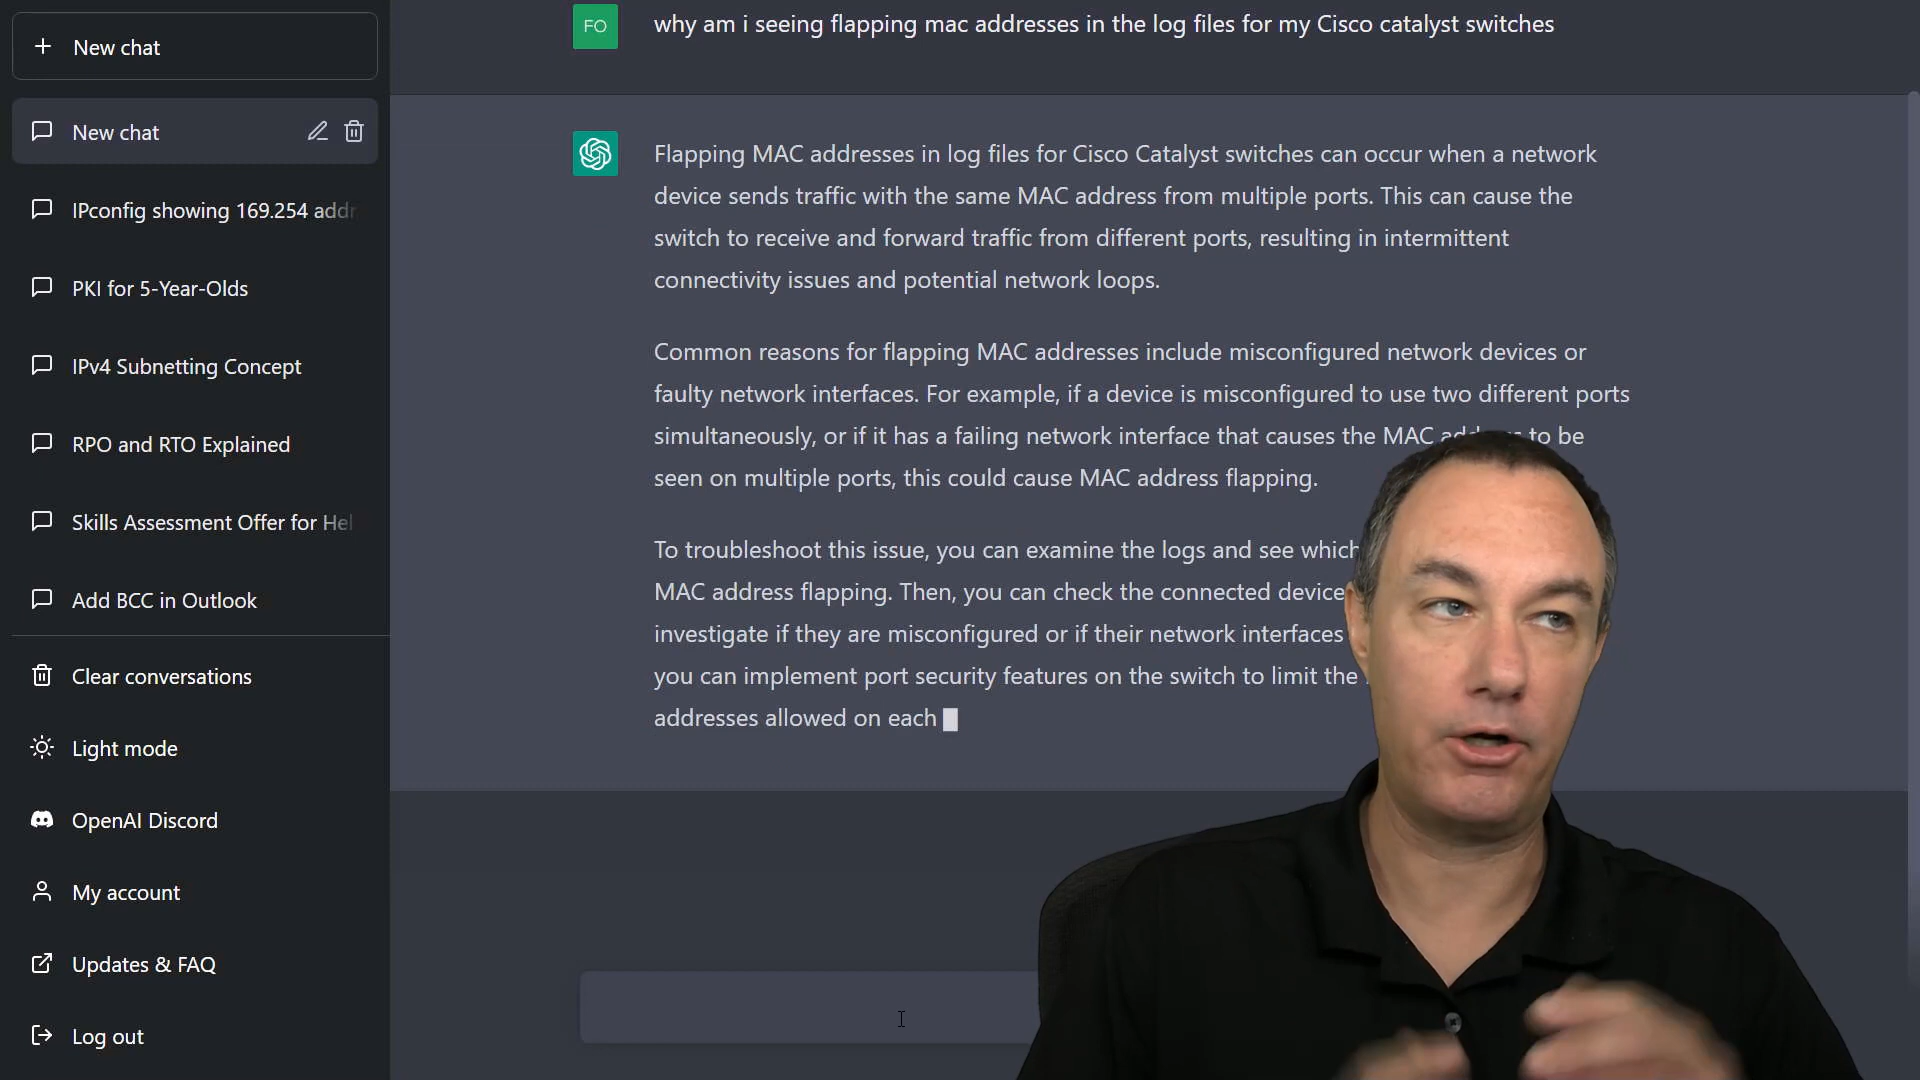 New chat
New chat
IPconfig showing 169.254 addr
PKI for 5-Year-Olds
IPv4 Subnetting Concept
RPO and RTO Explained
Skills Assessment Offer for Hel
Add BCC in Outlook
Clear conversations
Light mode
OpenAI Discord
My account
Updates & FAQ
Log out
FO
why am i seeing flapping mac addresses in the log files for my Cisco catalyst switches
Flapping MAC addresses in log files for Cisco Catalyst switches can occur when a network
device sends traffic with the same MAC address from multiple ports. This can cause the
switch to receive and forward traffic from different ports, resulting in intermittent
connectivity issues and potential network loops.
Common reasons for flapping MAC addresses include misconfigured network devices or
faulty network interfaces. For example, if a device is misconfigured to use two different ports
simultaneously, or if it has a failing network interface that causes the MAC address to be
seen on multiple ports, this could cause MAC address flapping.
To troubleshoot this issue, you can examine the logs and see which
MAC address flapping. Then, you can check the connected device
investigate if they are misconfigured or if their network interfaces
you can implement port security features on the switch to limit the
addresses allowed on each